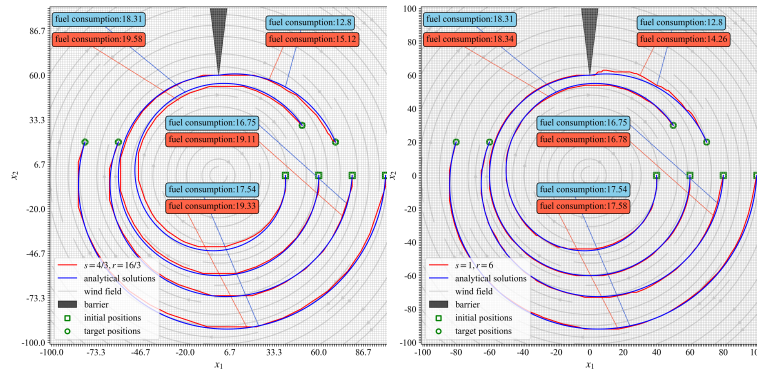 fuel consumption:18.31
fuel consumption:12.8
fuel consumption:19.58
fuel consumption:15.12
fuel consumption:16.75
fuel consumption:19.11
fuel consumption:17.54
fuel consumption:19.33
86.7
60.0
33.3
6.7
-20.0
-46.7
-73.3
-100.0
x2
s = 4/3, r = 16/3
analytical solutions
wind field
barrier
initial positions
target positions
-100.0
-73.3
-46.7
-20.0
6.7
33.3
60.0
86.7
x1
fuel consumption:18.31
fuel consumption:12.8
fuel consumption:18.34
fuel consumption:14.26
fuel consumption:16.75
fuel consumption:16.78
fuel consumption:17.54
fuel consumption:17.58
100
80
60
40
20
0
-20
-40
-60
-80
-100
x2
s = 1, r = 6
analytical solutions
wind field
barrier
initial positions
target positions
-100
-80
-60
-40
-20
0
20
40
60
80
100
x1